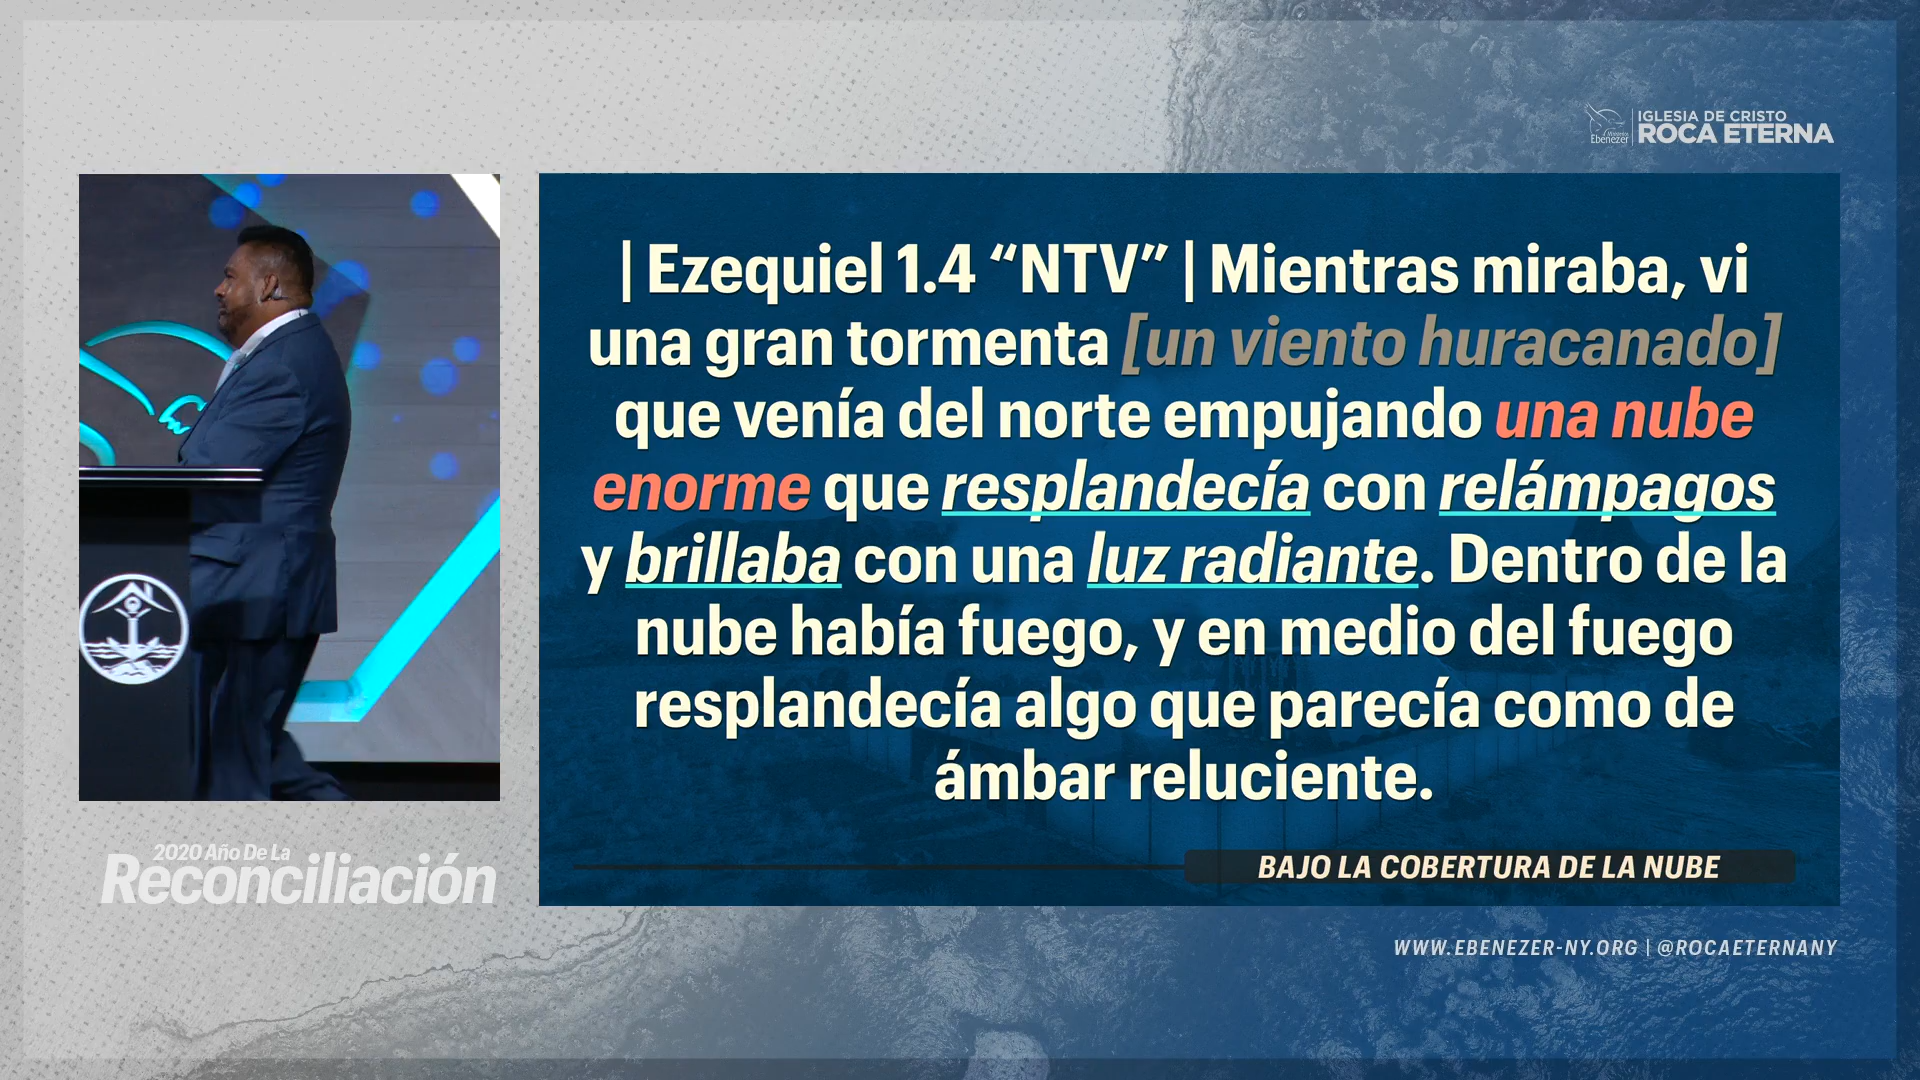 IGLESIA DE CRISTO
ROCA ETERNA
Ebenezer
| Ezequiel 1.4 “NTV” | Mientras miraba, vi
una gran tormenta [un viento huracanado]
que venía del norte empujando una nube
enorme que resplandecía con relámpagos
y brillaba con una luz radiante. Dentro de la
nube había fuego, y en medio del fuego
resplandecía algo que parecía como de
ámbar reluciente.
BAJO LA COBERTURA DE LA NUBE
2020 Año De La
Reconciliación
WWW.EBENEZER-NY.ORG | @ROCAETERNANY